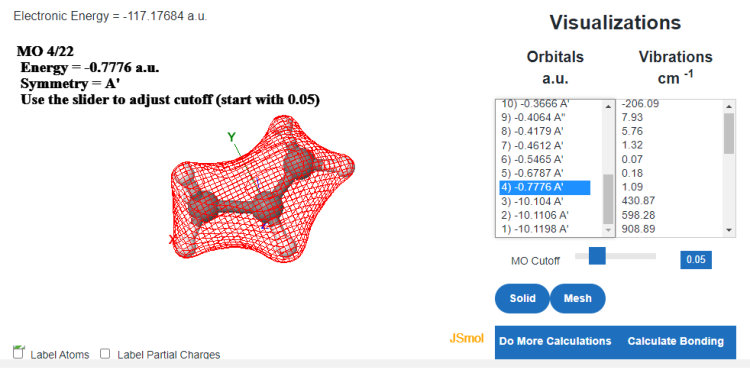 Electronic Energy = -117.17684 a.u.
MO 4/22
Energy = -0.7776 a.u.
Symmetry = A'
Use the slider to adjust cutoff (start with 0.05)
Y
X
Label Atoms
Label Partial Charges
JSmol
Visualizations
Orbitals
a.u.
Vibrations
cm -1
10) -0.3666 A'
9) -0.4064 A"
8) -0.4179 A'
7) -0.4612 A'
6) -0.5465 A'
5) -0.6787 A'
4) -0.7776 A'
3) -10.104 A'
2) -10.1106 A'
1) -10.1198 A'
-206.09
7.93
5.76
1.32
0.07
0.18
1.09
430.87
598.28
908.89
MO Cutoff
0.05
Solid
Mesh
Do More Calculations
Calculate Bonding